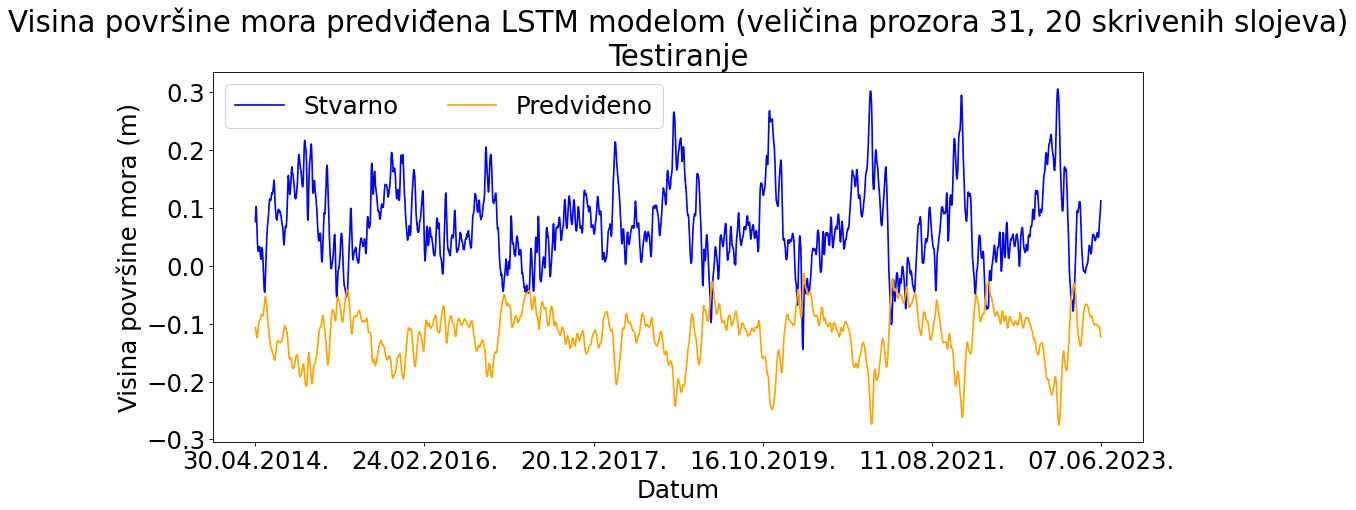 Visina površine mora predviđena LSTM modelom (veličina prozora 31, 20 skrivenih slojeva)
Testiranje
Stvarno Predviđeno
Visina površine mora (m)
0.3
0.2
0.1
0.0
−0.1
−0.2
−0.3
30.04.2014. 24.02.2016. 20.12.2017. 16.10.2019. 11.08.2021. 07.06.2023.
Datum